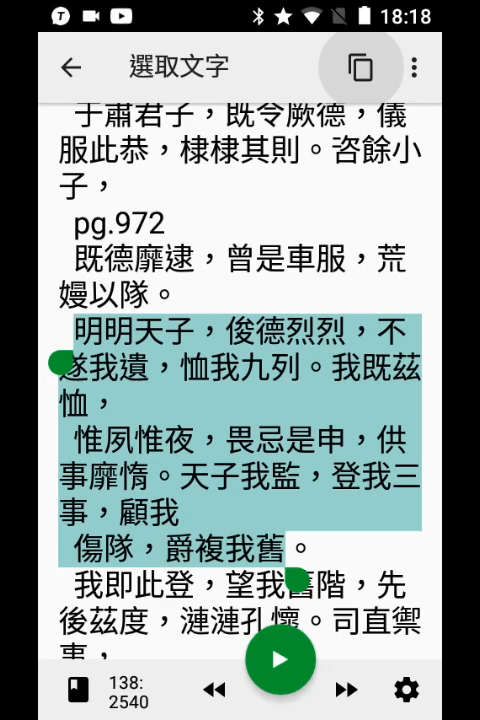 18:18
選取文字
于肅君子，既令厥德，儀
服此恭，棣棣其則。咨餘小
子，
pg.972
既德靡逮，曾是車服，荒
嫚以隊。
明明天子，俊德烈烈，不
遂我遺，恤我九列。我既茲
恤，
惟夙惟夜，畏忌是申，供
事靡惰。天子我監，登我三
事，顧我
傷隊，爵複我舊。
我即此登，望我舊階，先
後茲度，漣漣孔懷。司直禦
事，
138:
2540